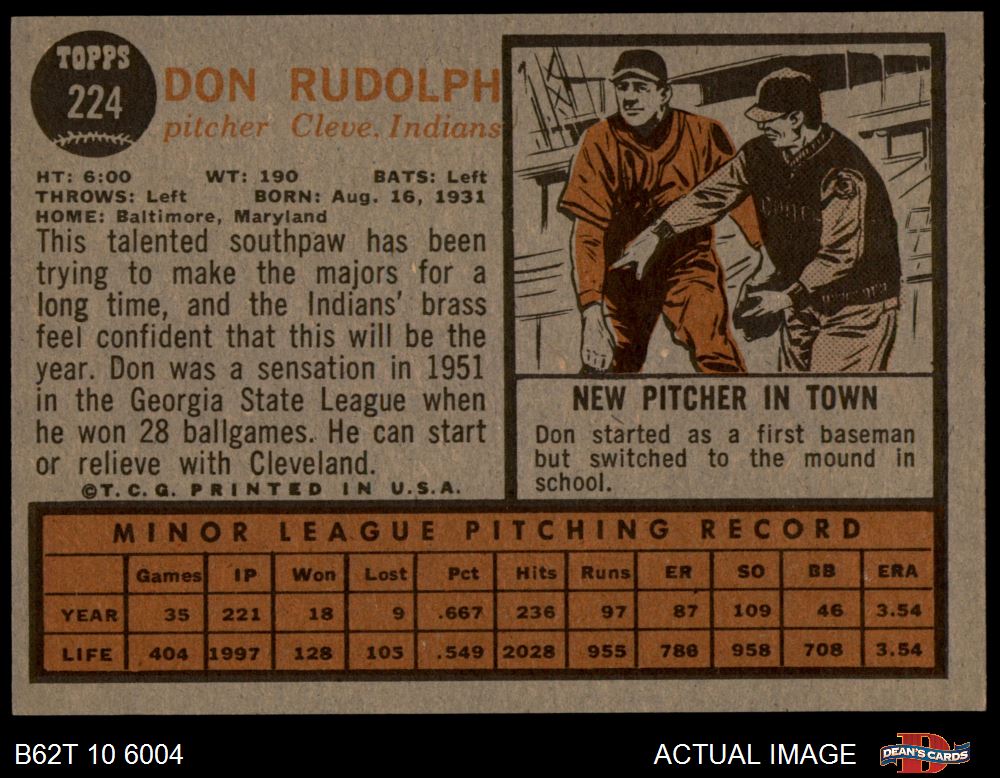 TOPPS
224
DON RUDOLPH
pitcher Cleve. Indians
HT: 6:00 WT: 190 BATS: Left
THROWS: Left BORN: Aug. 16, 1931
HOME: Baltimore, Maryland
This talented southpaw has been
trying to make the majors for a
long time, and the Indians' brass
feel confident that this will be the
year. Don was a sensation in 1951
in the Georgia State League when
he won 28 ballgames. He can start
or relieve with Cleveland.
©T.C.G. PRINTED IN U.S.A.
NEW PITCHER IN TOWN
Don started as a first baseman
but switched to the mound in
school.
MINOR LEAGUE PITCHING RECORD
Games IP Won Lost Pct Hits Runs ER SO BB ERA
YEAR 35 221 18 9 .667 236 97 87 109 46 3.54
LIFE 404 1997 128 105 .549 2028 955 786 958 708 3.54
B62T 10 6004
ACTUAL IMAGE
DEAN'S CARDS